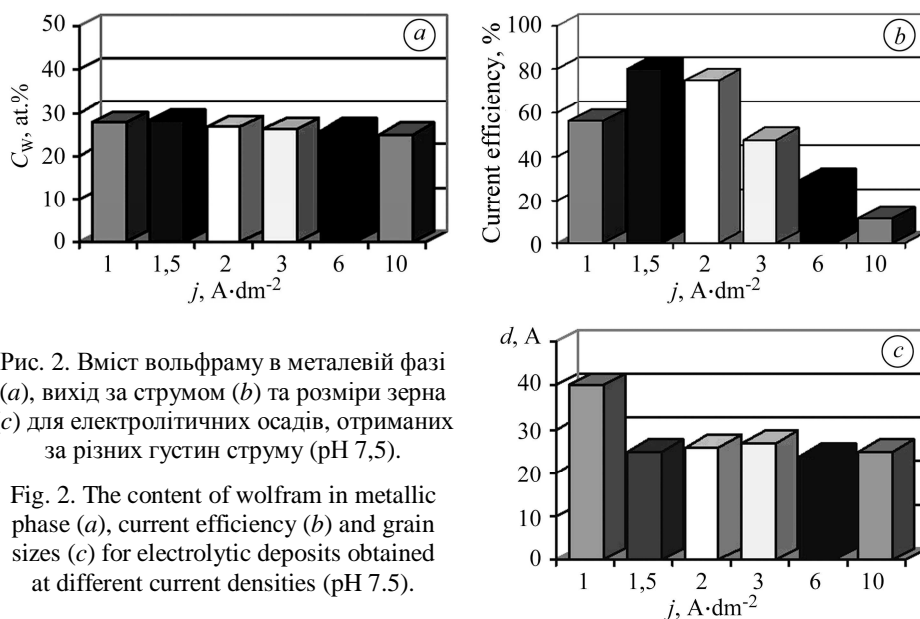 50
40
30
20
10
0
C_W, at.%
a
1 1,5 2 3 6 10
j, A·dm⁻²
100
80
60
40
20
0
Current efficiency, %
b
1 1,5 2 3 6 10
j, A·dm⁻²
Рис. 2. Вміст вольфраму в металевій фазі
(a), вихід за струмом (b) та розміри зерна
c) для електролітичних осадів, отриманих
за різних густин струму (рН 7,5).
Fig. 2. The content of wolfram in metallic
phase (a), current efficiency (b) and grain
sizes (c) for electrolytic deposits obtained
at different current densities (pH 7.5).
d, A
c
40
30
20
10
0
1 1,5 2 3 6 10
j, A·dm⁻²